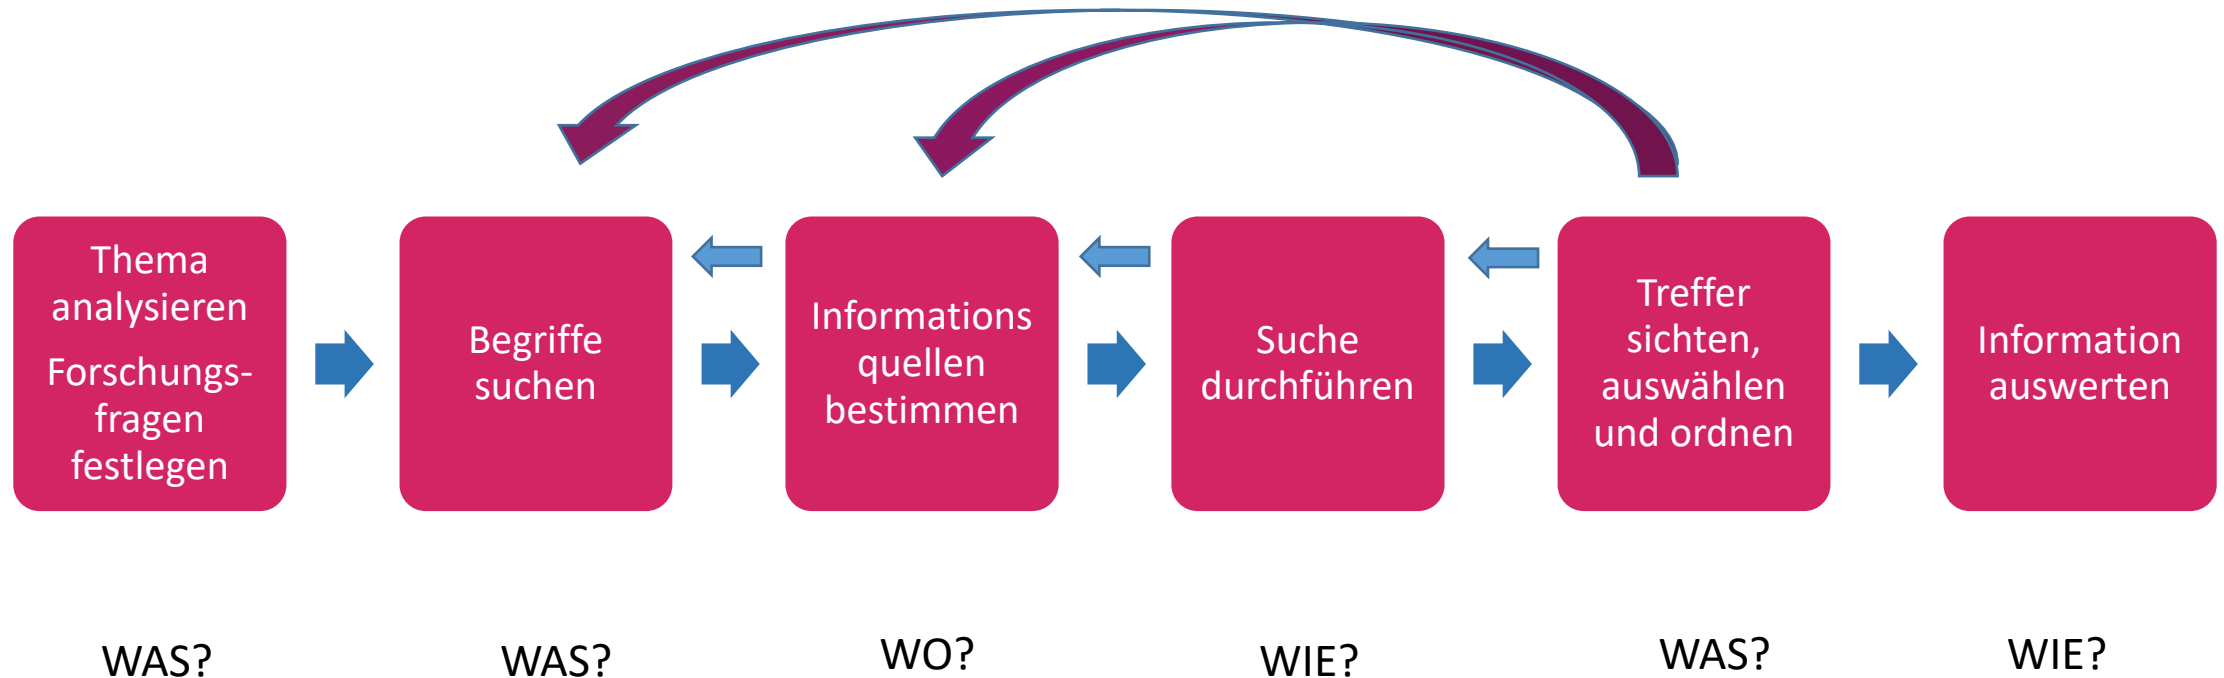 Thema
analysieren
Forschungs-
fragen
festlegen
Begriffe
suchen
Informations
quellen
bestimmen
Suche
durchführen
Treffer
sichten,
auswählen
und ordnen
Information
auswerten
WAS?
WAS?
WO?
WIE?
WAS?
WIE?